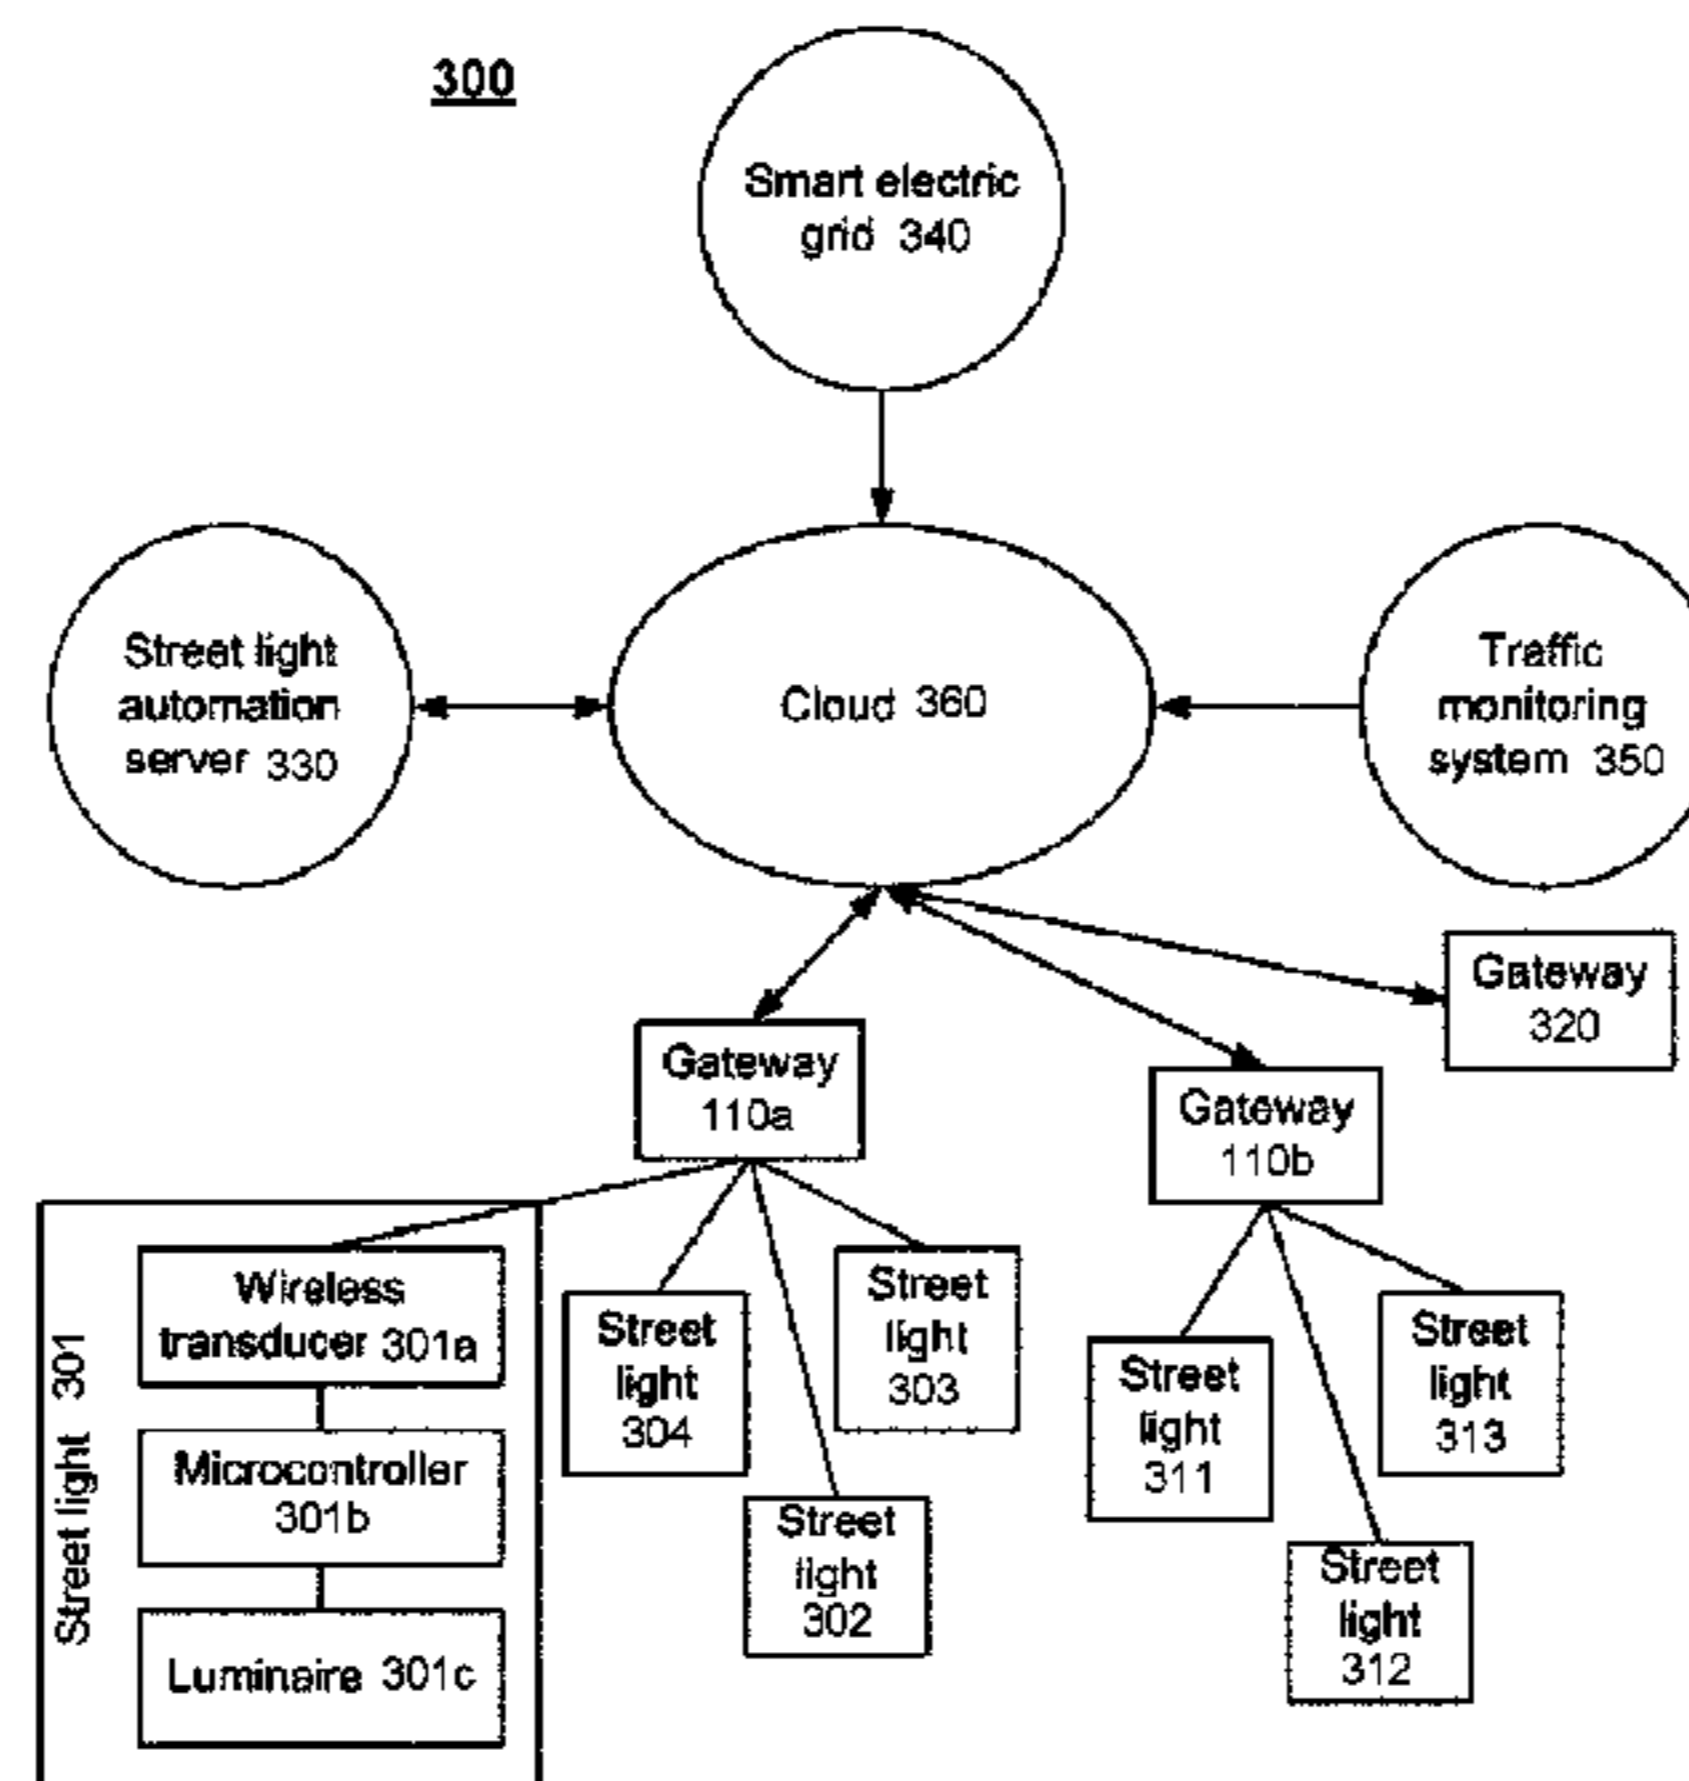 300
Smart electric
grid 340
Street light
automation
server 330
Cloud 360
Traffic
monitoring
system 350
Gateway
320
Gateway
110a
Gateway
110b
Street light 301
Wireless
transducer 301a
Microcontroller
301b
Luminaire 301c
Street
light
304
Street
light
302
Street
light
303
Street
light
311
Street
light
312
Street
light
313